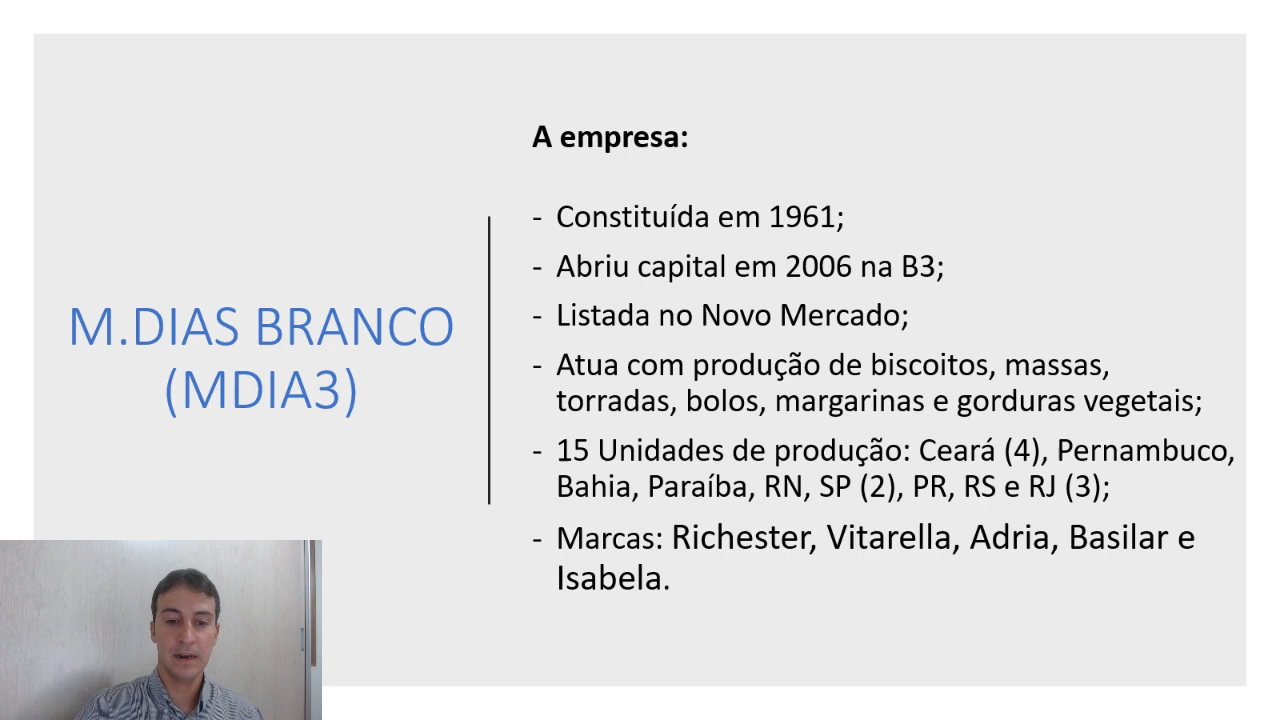 M.DIAS BRANCO
(MDIA3)
A empresa:
- Constituída em 1961;
- Abriu capital em 2006 na B3;
- Listada no Novo Mercado;
- Atua com produção de biscoitos, massas,
torradas, bolos, margarinas e gorduras vegetais;
- 15 Unidades de produção: Ceará (4), Pernambuco,
Bahia, Paraíba, RN, SP (2), PR, RS e RJ (3);
- Marcas: Richester, Vitarella, Adria, Basilar e
Isabela.